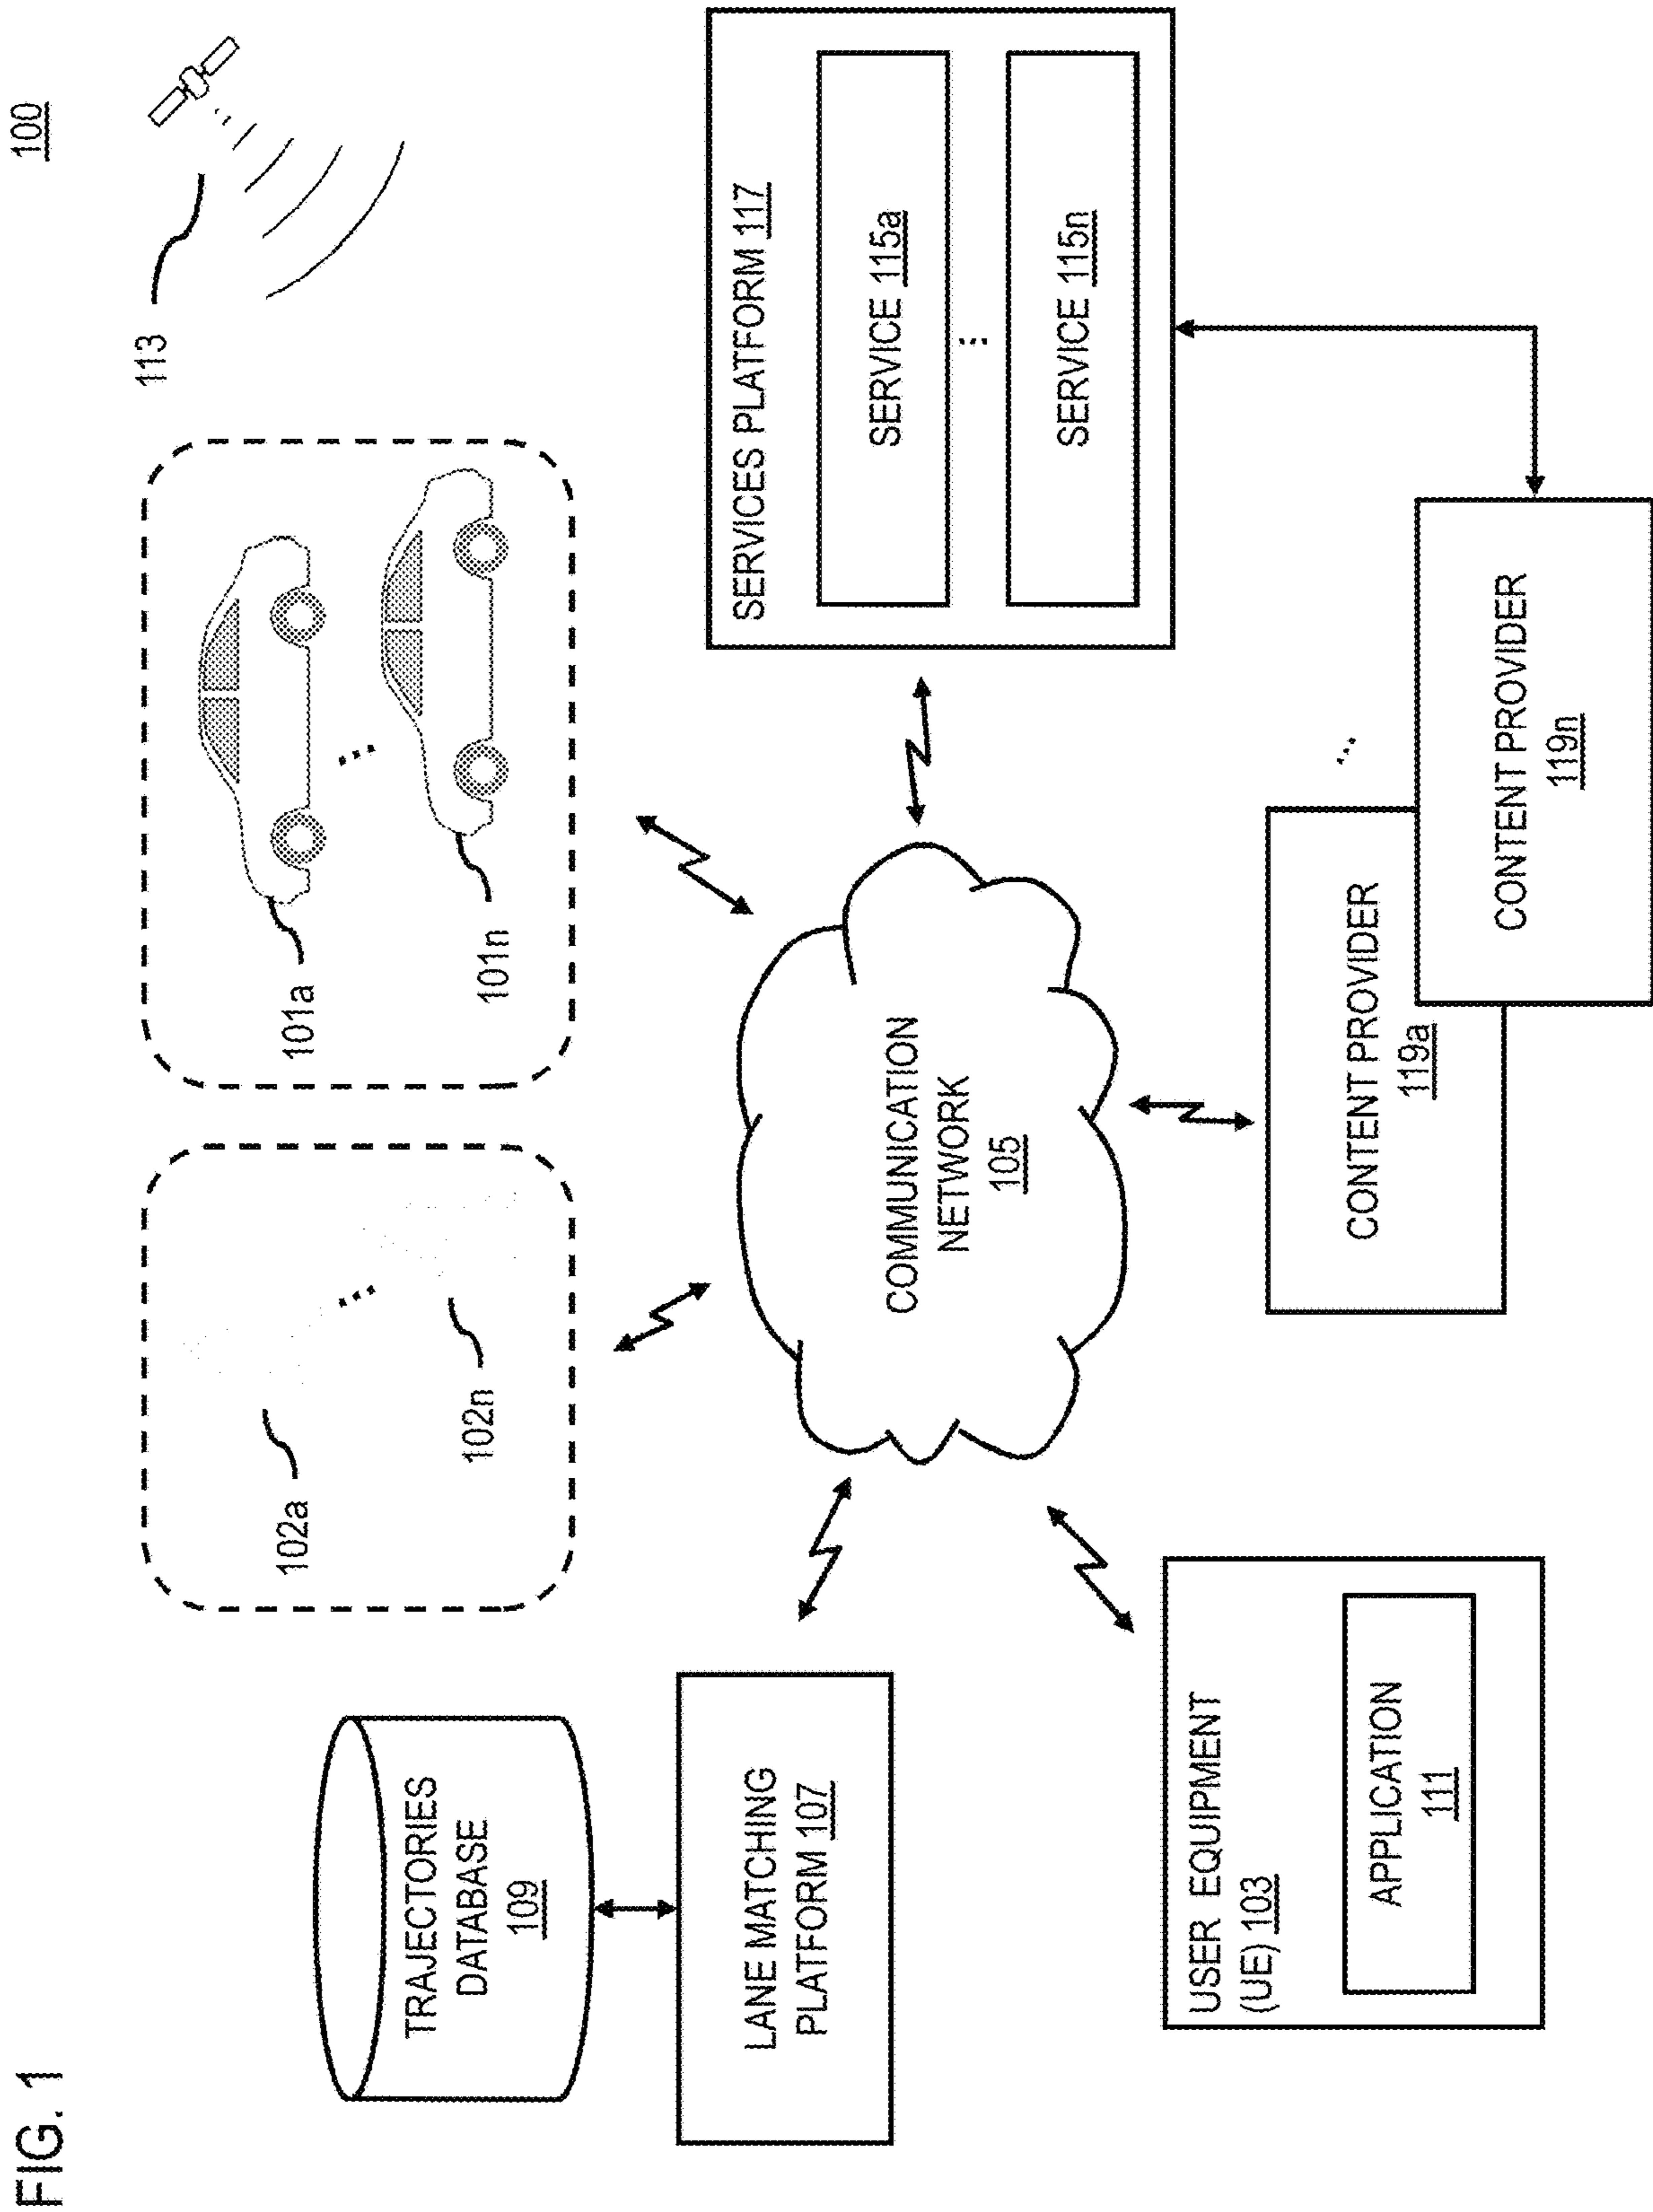 FIG. 1
100
TRAJECTORIES
DATABASE
109
LANE MATCHING
PLATFORM 107
102a
102n
101a
101n
113
COMMUNICATION
NETWORK
105
SERVICES PLATFORM 117
SERVICE 115a
...
SERVICE 115n
USER EQUIPMENT
(UE) 103
APPLICATION
111
CONTENT PROVIDER
119a
...
CONTENT PROVIDER
119n